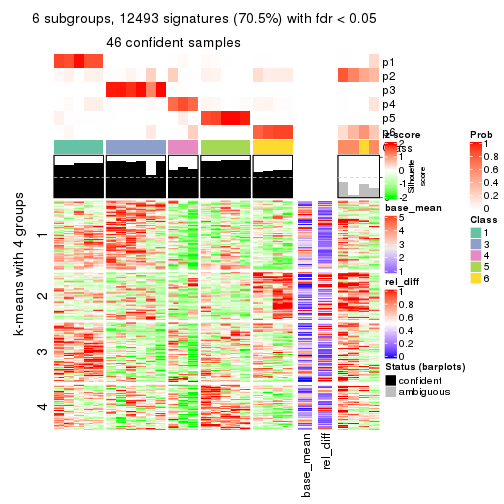 6 subgroups, 12493 signatures (70.5%) with fdr < 0.05
46 confident samples
p1
p2
p3
p4
p5
p6
Class
z-score
2
1
0
-1
-2
Silhouette
score
k-means with 4 groups
1
2
3
4
base_mean
rel_diff
base_mean
5
4
3
2
1
rel_diff
1
0.8
0.6
0.4
0.2
0
Status (barplots)
confident
ambiguous
Prob
1
0.8
0.6
0.4
0.2
0
Class
1
3
4
5
6